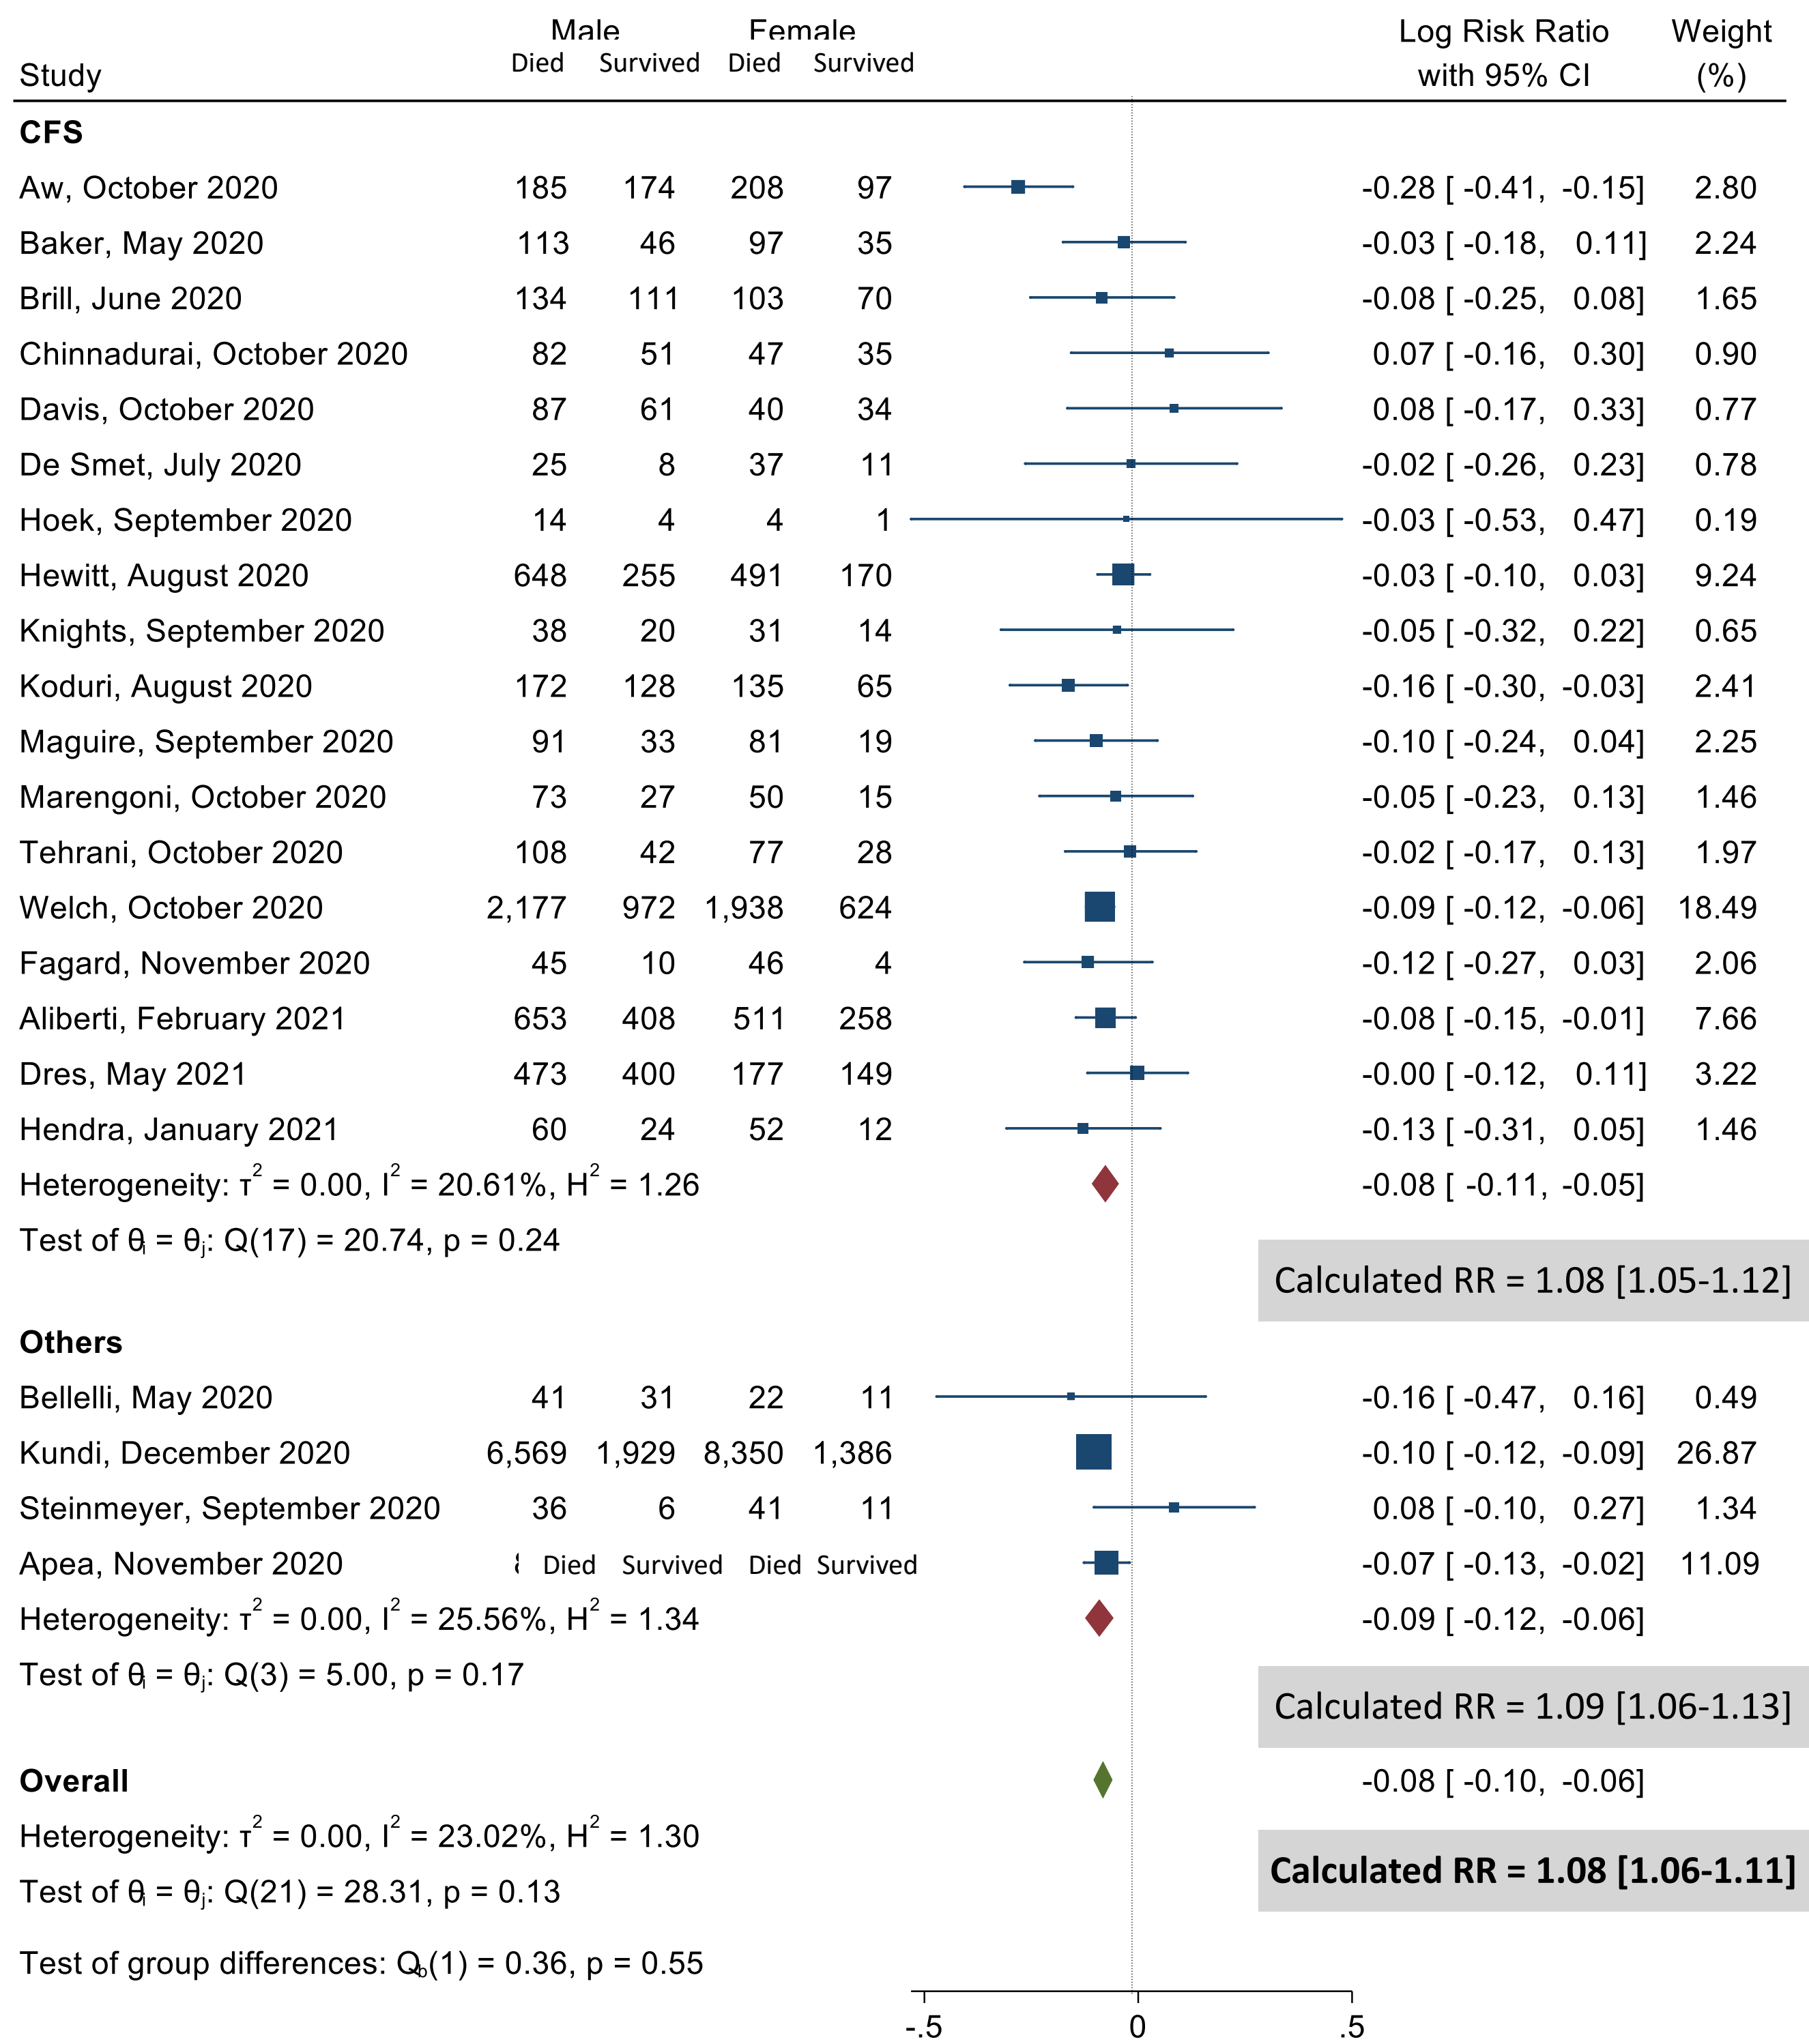 Male Female Log Risk Ratio Weight
Died Survived Died Survived
Study with 95% CI (%)
CFS
Aw, October 2020 185 174 208 97 -0.28 [ -0.41, -0.15] 2.80
Baker, May 2020 113 46 97 35 -0.03 [ -0.18, 0.11] 2.24
Brill, June 2020 134 111 103 70 -0.08 [ -0.25, 0.08] 1.65
Chinnadurai, October 2020 82 51 47 35 0.07 [ -0.16, 0.30] 0.90
Davis, October 2020 87 61 40 34 0.08 [ -0.17, 0.33] 0.77
De Smet, July 2020 25 8 37 11 -0.02 [ -0.26, 0.23] 0.78
Hoek, September 2020 14 4 4 1 -0.03 [ -0.53, 0.47] 0.19
Hewitt, August 2020 648 255 491 170 -0.03 [ -0.10, 0.03] 9.24
Knights, September 2020 38 20 31 14 -0.05 [ -0.32, 0.22] 0.65
Koduri, August 2020 172 128 135 65 -0.16 [ -0.30, -0.03] 2.41
Maguire, September 2020 91 33 81 19 -0.10 [ -0.24, 0.04] 2.25
Marengoni, October 2020 73 27 50 15 -0.05 [ -0.23, 0.13] 1.46
Tehrani, October 2020 108 42 77 28 -0.02 [ -0.17, 0.13] 1.97
Welch, October 2020 2,177 972 1,938 624 -0.09 [ -0.12, -0.06] 18.49
Fagard, November 2020 45 10 46 4 -0.12 [ -0.27, 0.03] 2.06
Aliberti, February 2021 653 408 511 258 -0.08 [ -0.15, -0.01] 7.66
Dres, May 2021 473 400 177 149 -0.00 [ -0.12, 0.11] 3.22
Hendra, January 2021 60 24 52 12 -0.13 [ -0.31, 0.05] 1.46
Heterogeneity: τ² = 0.00, I² = 20.61%, H² = 1.26 -0.08 [ -0.11, -0.05]
Test of θᵢ = θⱼ: Q(17) = 20.74, p = 0.24
Calculated RR = 1.08 [1.05-1.12]
Others
Bellelli, May 2020 41 31 22 11 -0.16 [ -0.47, 0.16] 0.49
Kundi, December 2020 6,569 1,929 8,350 1,386 -0.10 [ -0.12, -0.09] 26.87
Steinmeyer, September 2020 36 6 41 11 0.08 [ -0.10, 0.27] 1.34
Apea, November 2020 Died Survived Died Survived -0.07 [ -0.13, -0.02] 11.09
Heterogeneity: τ² = 0.00, I² = 25.56%, H² = 1.34 -0.09 [ -0.12, -0.06]
Test of θᵢ = θⱼ: Q(3) = 5.00, p = 0.17
Calculated RR = 1.09 [1.06-1.13]
Overall -0.08 [ -0.10, -0.06]
Heterogeneity: τ² = 0.00, I² = 23.02%, H² = 1.30
Calculated RR = 1.08 [1.06-1.11]
Test of θᵢ = θⱼ: Q(21) = 28.31, p = 0.13
Test of group differences: Q_b(1) = 0.36, p = 0.55
-.5 0 .5